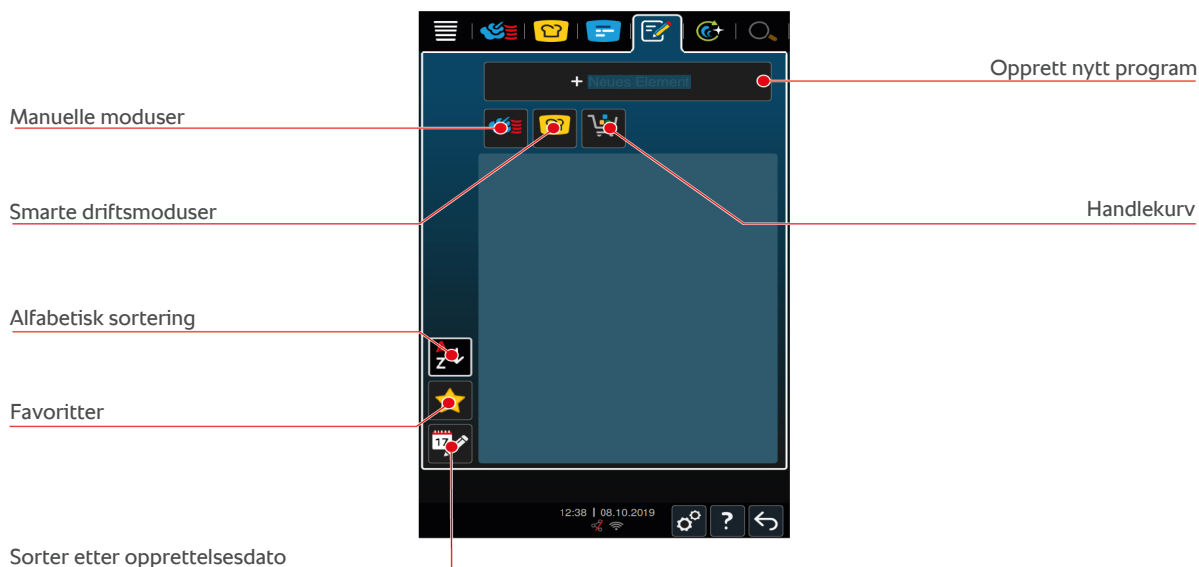 Opprett nytt program
+ Neues Element
Manuelle moduser
Smarte driftsmoduser
Handlekurv
Alfabetisk sortering
A
Z
Favoritter
17
12:38 | 08.10.2019
?
Sorter etter opprettelsesdato